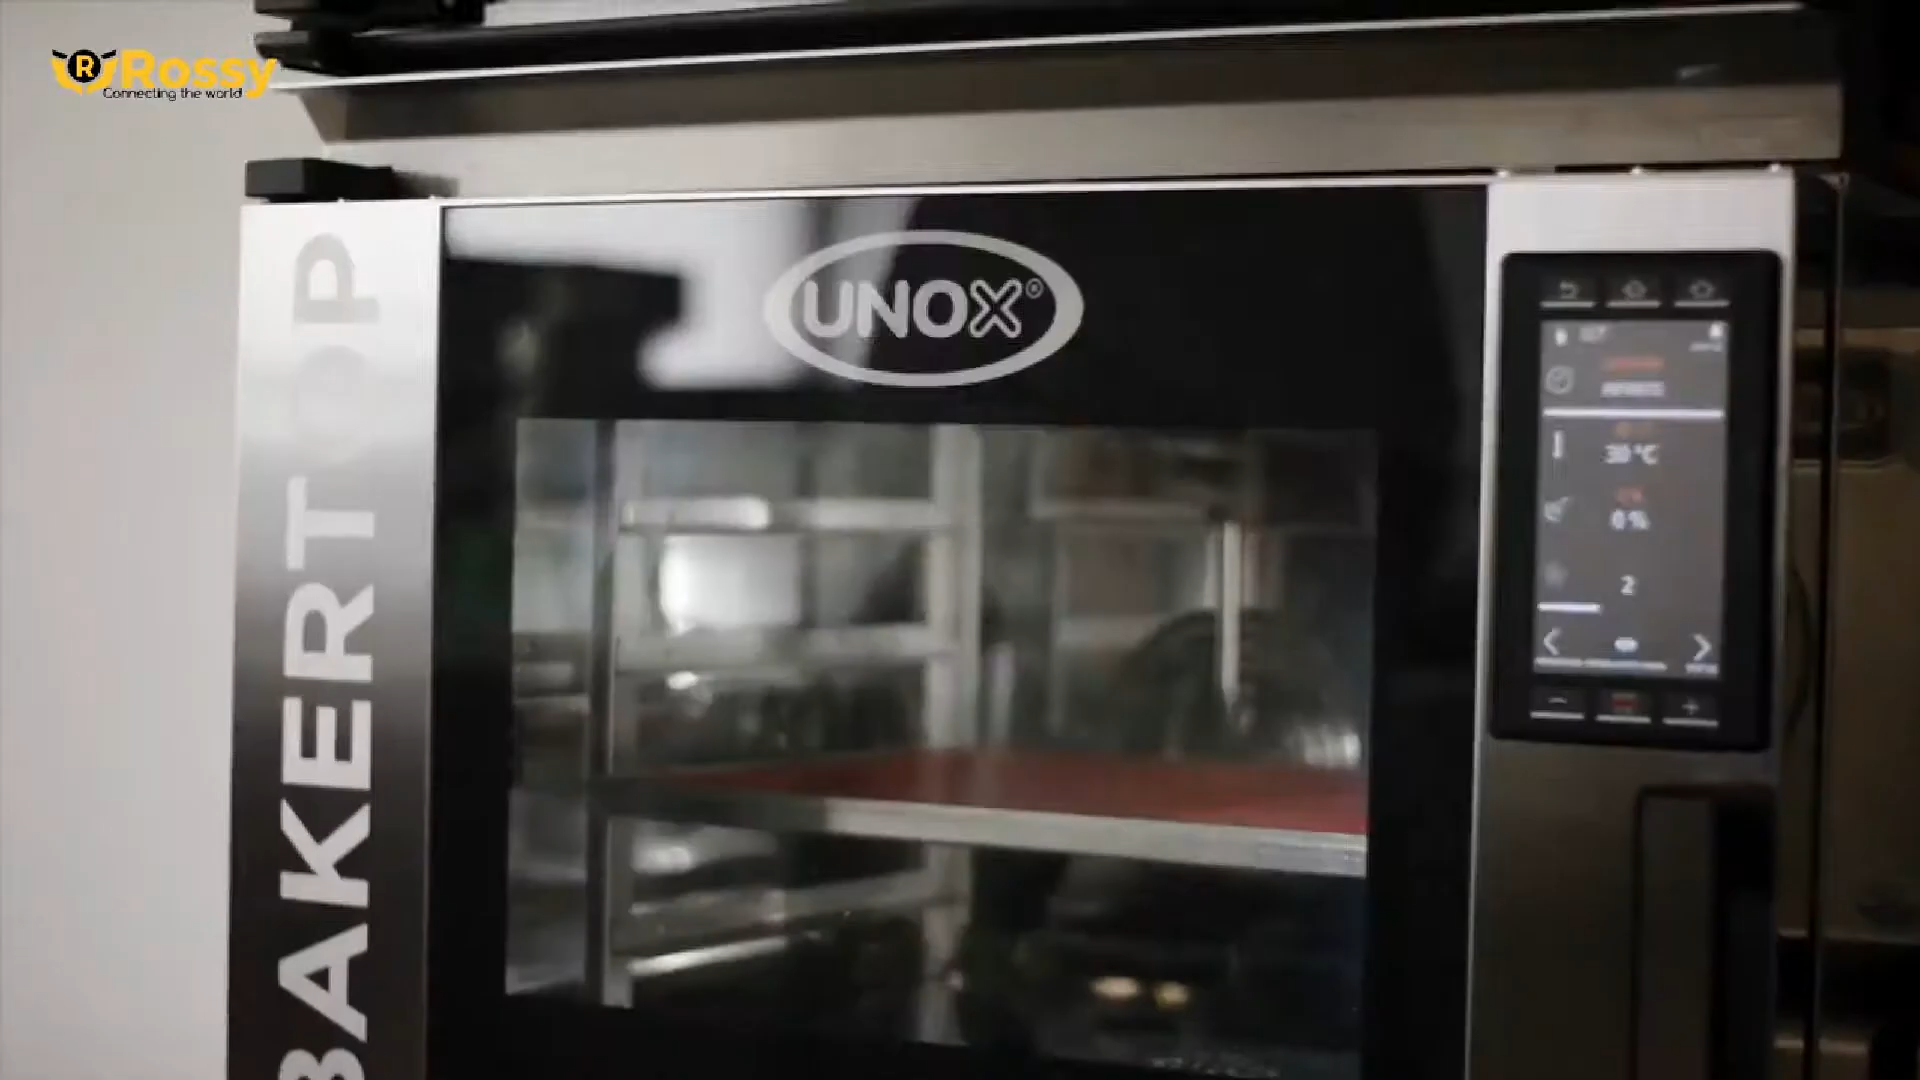 Rossy
Connecting the world
UNOX®
BAKERTOP
30 °C
0 %
2